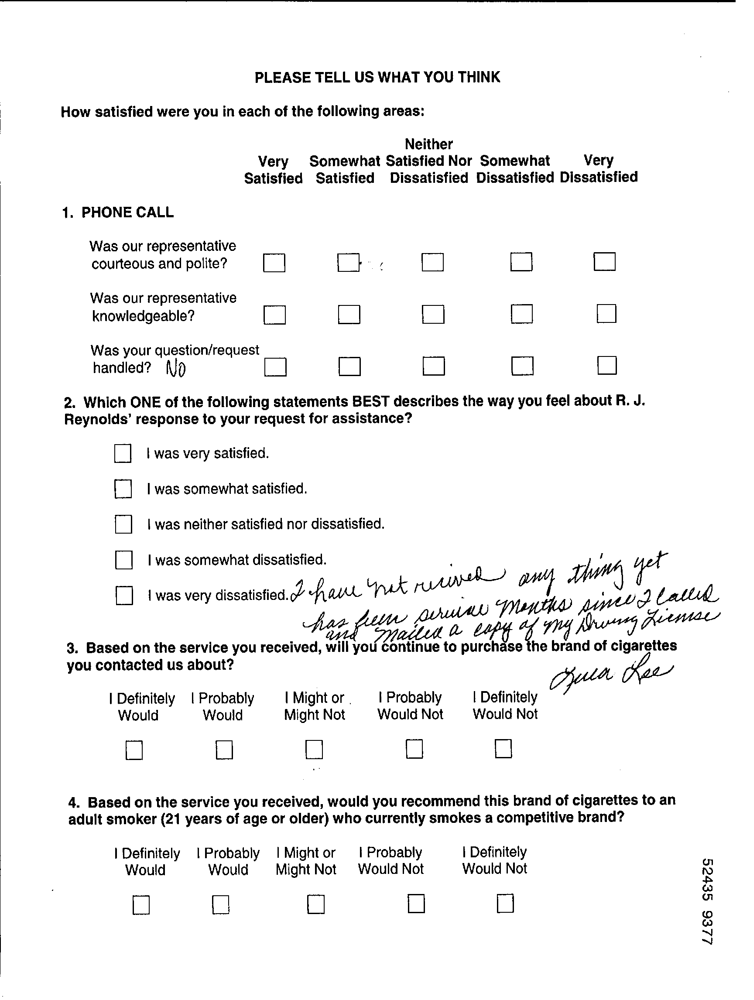 PLEASE TELL US WHAT YOU THINK
How satisfied were you in each of the following areas:
Neither
Very Somewhat Satisfied Nor Somewhat Very
Satisfied Satisfied Dissatisfied Dissatisfied Dissatisfied
1. PHONE CALL
Was our representative
courteous and polite?
Was our representative
knowledgeable?
Was your question/request
handled? No
2. Which ONE of the following statements BEST describes the way you feel about R. J.
Reynolds' response to your request for assistance?
I was very satisfied.
I was somewhat satisfied.
I was neither satisfied nor dissatisfied.
I was somewhat dissatisfied.
I was very dissatisfied. I have not recived any thing yet
has been months since I called
and mailed a copy of my Driving License
3. Based on the service you received, will you continue to purchase the brand of cigarettes
you contacted us about?
Lee
I Definitely I Probably I Might or I Probably I Definitely
Would Would Might Not Would Not Would Not
4. Based on the service you received, would you recommend this brand of cigarettes to an
adult smoker (21 years of age or older) who currently smokes a competitive brand?
I Definitely I Probably I Might or I Probably I Definitely
Would Would Might Not Would Not Would Not
52435 9377